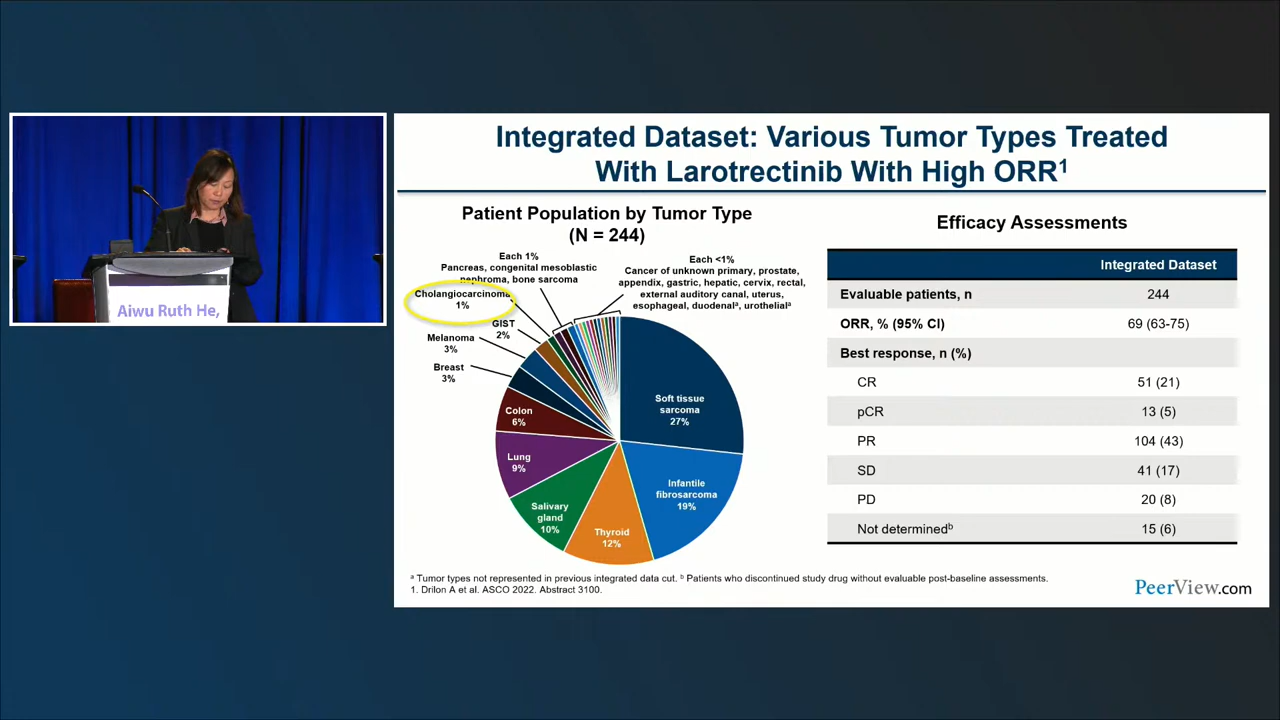 Aiwu Ruth He,
Integrated Dataset: Various Tumor Types Treated
With Larotrectinib With High ORR¹
Patient Population by Tumor Type
(N = 244)
Each 1%
Pancreas, congenital mesoblastic
nephroma, bone sarcoma
Each <1%
Cancer of unknown primary, prostate,
appendix, gastric, hepatic, cervix, rectal,
external auditory canal, uterus,
esophageal, duodenalᵃ, urothelialᵃ
Cholangiocarcinoma
1%
GIST
2%
Melanoma
3%
Breast
3%
Colon
6%
Lung
9%
Salivary
gland
10%
Thyroid
12%
Infantile
fibrosarcoma
19%
Soft tissue
sarcoma
27%
Efficacy Assessments
Integrated Dataset
Evaluable patients, n 244
ORR, % (95% CI) 69 (63-75)
Best response, n (%)
CR 51 (21)
pCR 13 (5)
PR 104 (43)
SD 41 (17)
PD 20 (8)
Not determinedᵇ 15 (6)
ᵃ Tumor types not represented in previous integrated data cut. ᵇ Patients who discontinued study drug without evaluable post-baseline assessments.
1. Drilon A et al. ASCO 2022. Abstract 3100.
PeerView.com